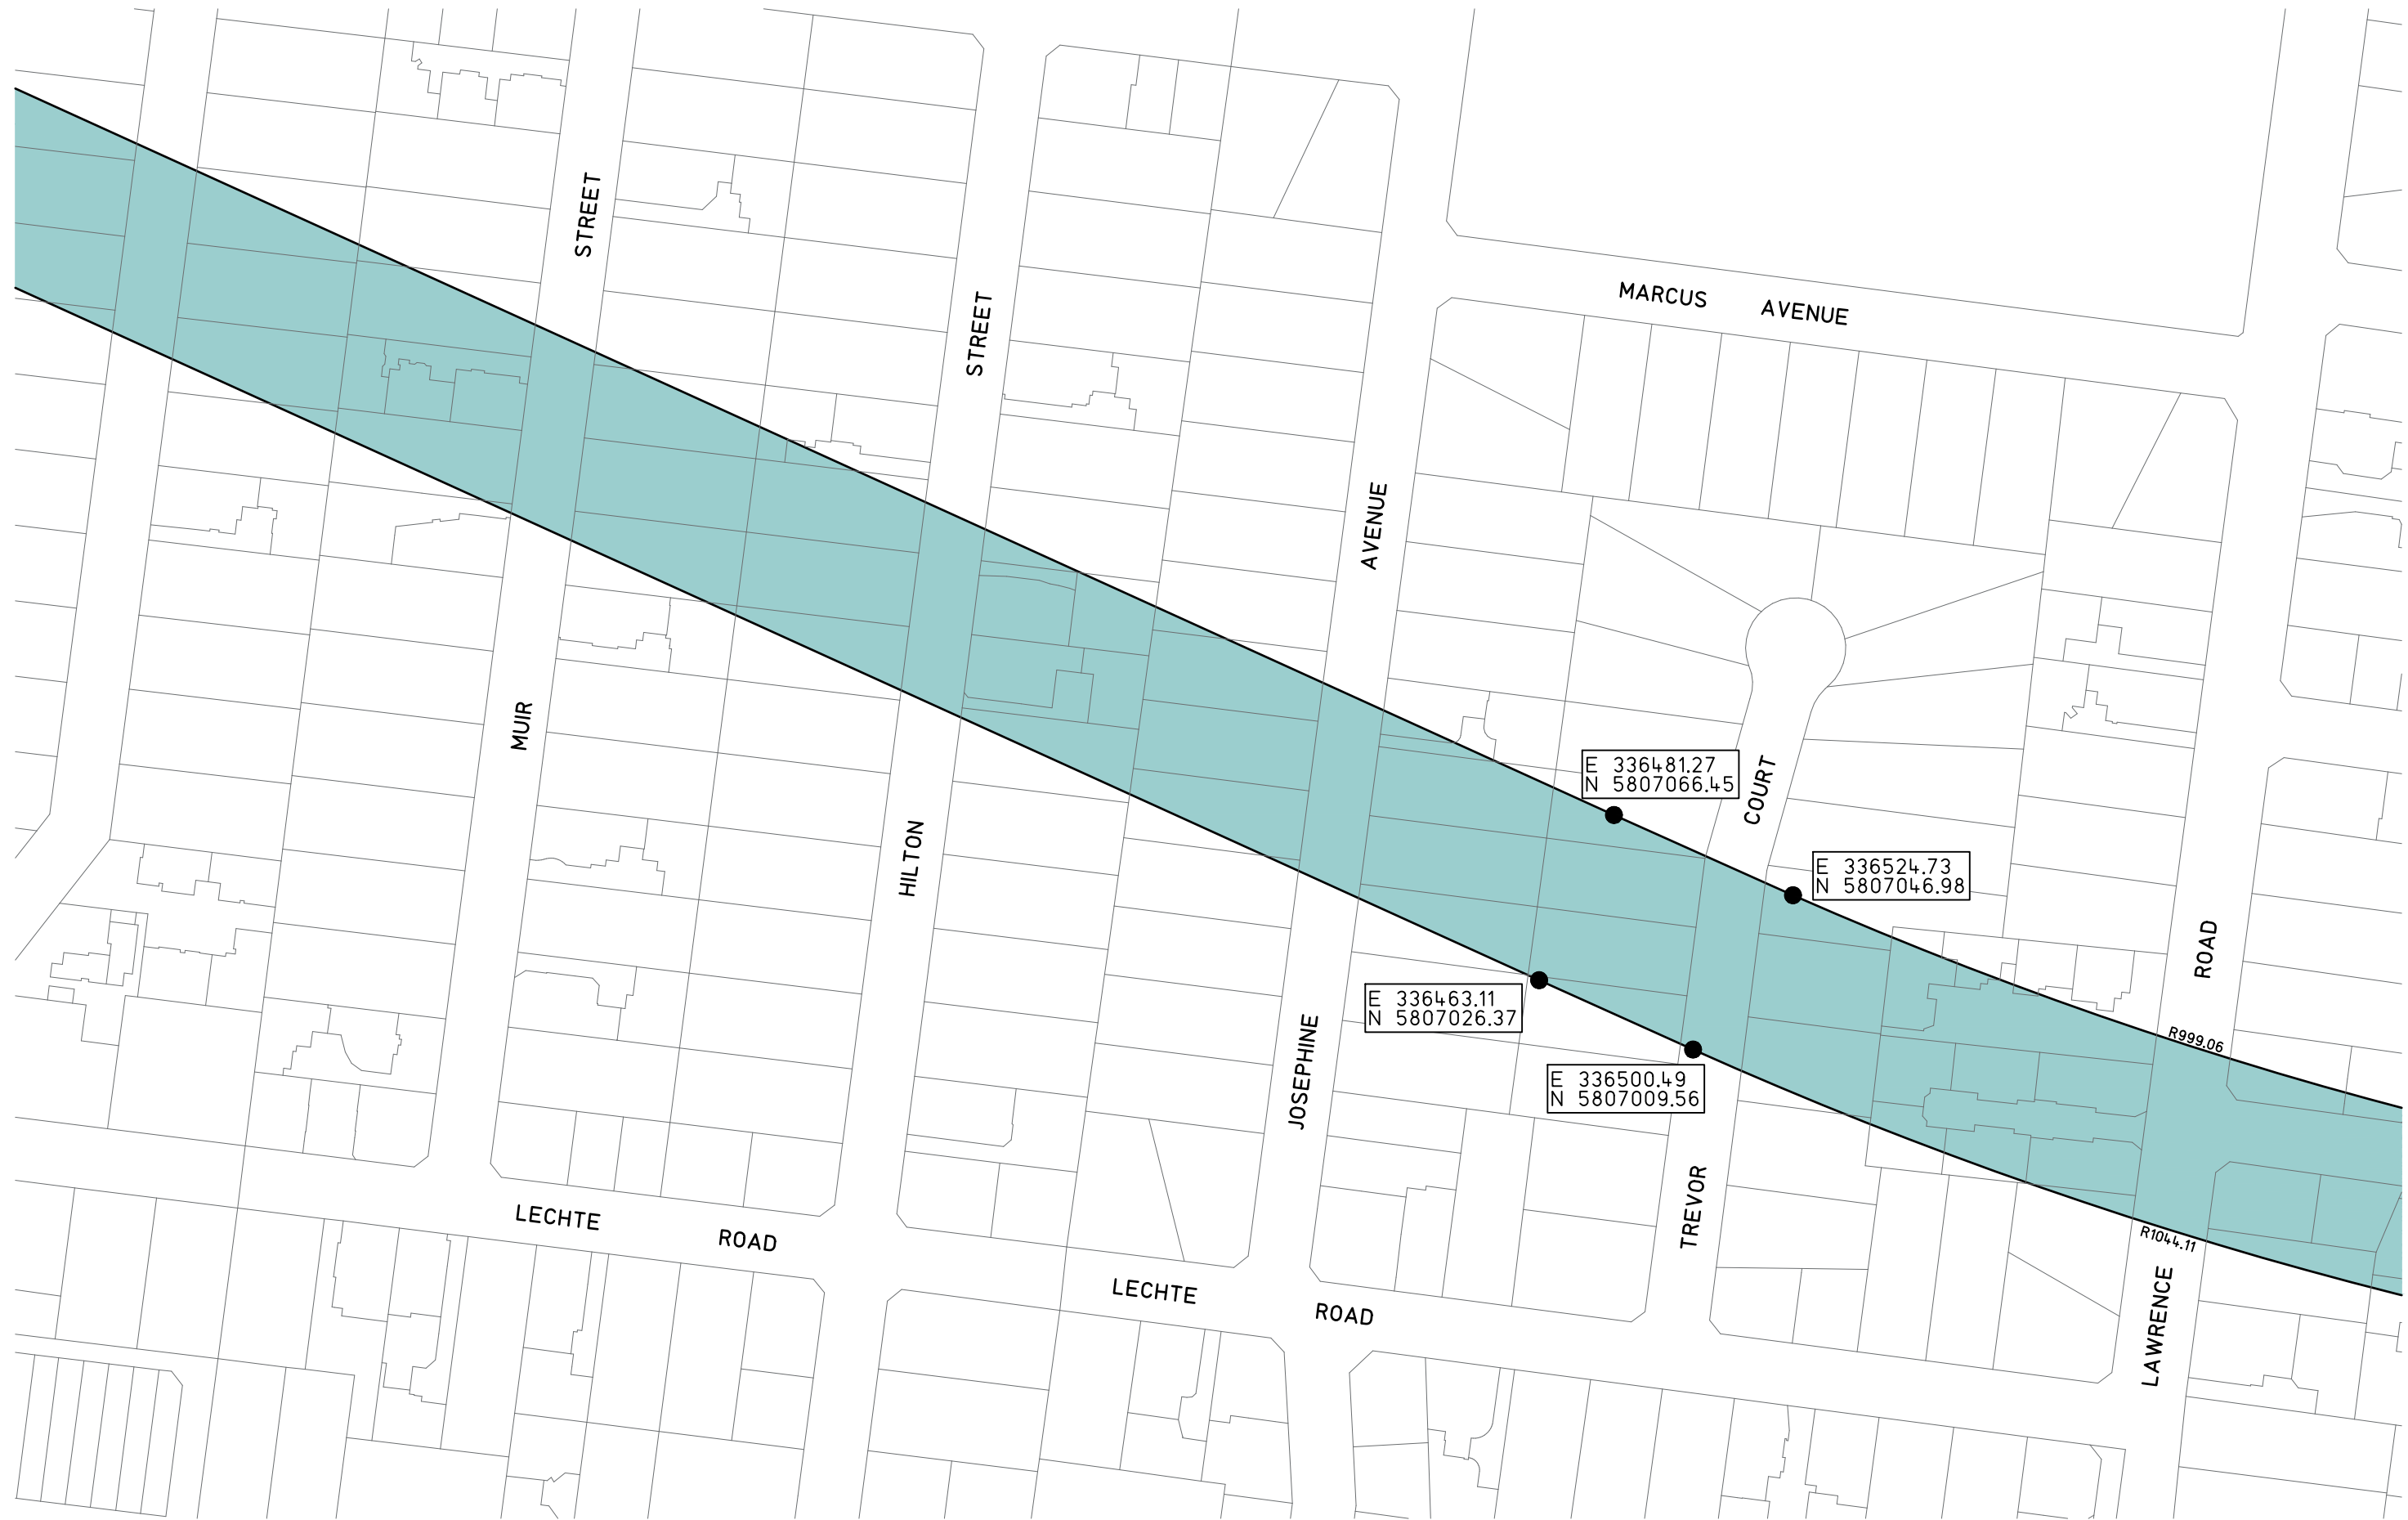 STREET
STREET
MARCUS AVENUE
AVENUE
MUIR
E 336481.27
N 5807066.45
COURT
HILTON
E 336524.73
N 5807046.98
ROAD
E 336463.11
N 5807026.37
JOSEPHINE
R999.06
E 336500.49
N 5807009.56
TREVOR
LECHTE ROAD
R1044.11
LECHTE ROAD
LAWRENCE